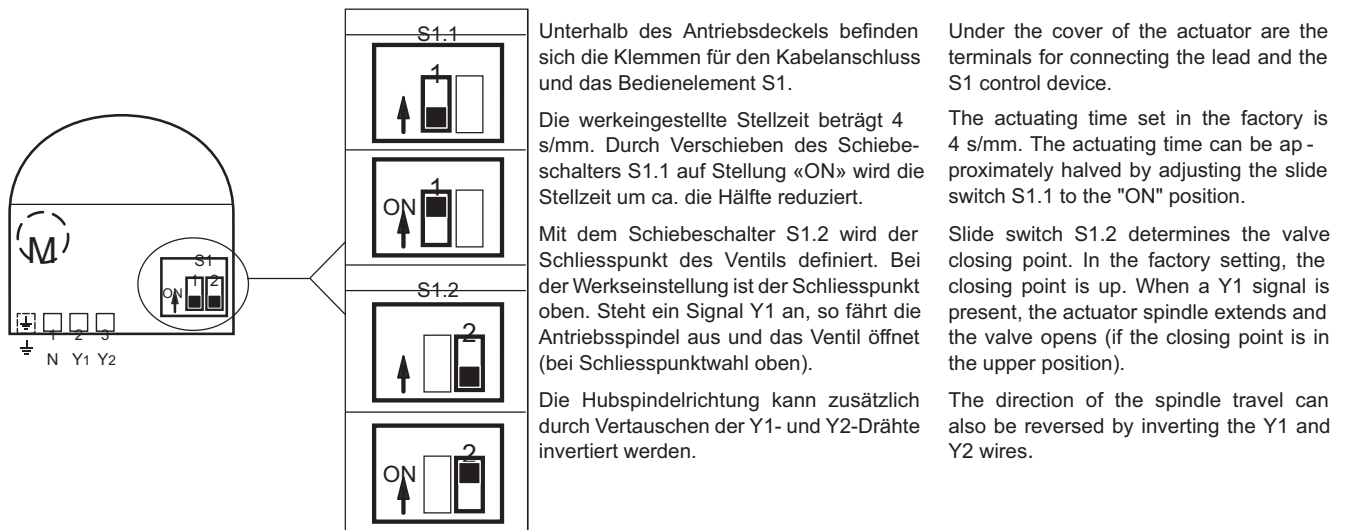 S1.1
1
ON
1
S1.2
2
ON
2
M
S1
1 2
ON
1 2 3
N Y1 Y2
Unterhalb des Antriebsdeckels befinden
sich die Klemmen für den Kabelanschluss
und das Bedienelement S1.
Die werkeingestellte Stellzeit beträgt 4
s/mm. Durch Verschieben des Schiebe-
schalters S1.1 auf Stellung «ON» wird die
Stellzeit um ca. die Hälfte reduziert.
Mit dem Schiebeschalter S1.2 wird der
Schliesspunkt des Ventils definiert. Bei
der Werkseinstellung ist der Schliesspunkt
oben. Steht ein Signal Y1 an, so fährt die
Antriebsspindel aus und das Ventil öffnet
(bei Schliesspunktwahl oben).
Die Hubspindelrichtung kann zusätzlich
durch Vertauschen der Y1- und Y2-Drähte
invertiert werden.
Under the cover of the actuator are the
terminals for connecting the lead and the
S1 control device.
The actuating time set in the factory is
4 s/mm. The actuating time can be ap -
proximately halved by adjusting the slide
switch S1.1 to the "ON" position.
Slide switch S1.2 determines the valve
closing point. In the factory setting, the
closing point is up. When a Y1 signal is
present, the actuator spindle extends and
the valve opens (if the closing point is in
the upper position).
The direction of the spindle travel can
also be reversed by inverting the Y1 and
Y2 wires.